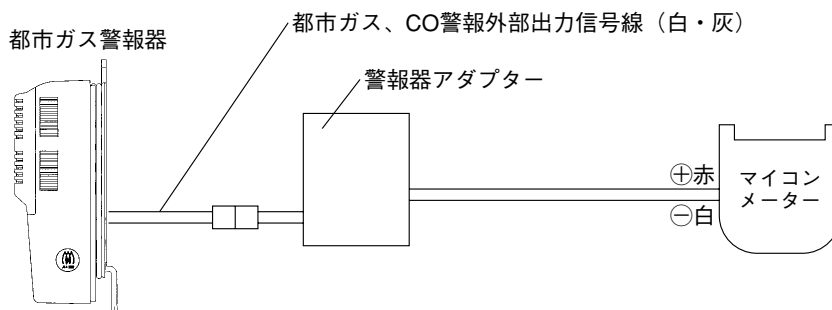 都市ガス、CO警報外部出力信号線（白・灰）
都市ガス警報器
警報器アダプター
⊕赤
⊖白
マイコン
メーター